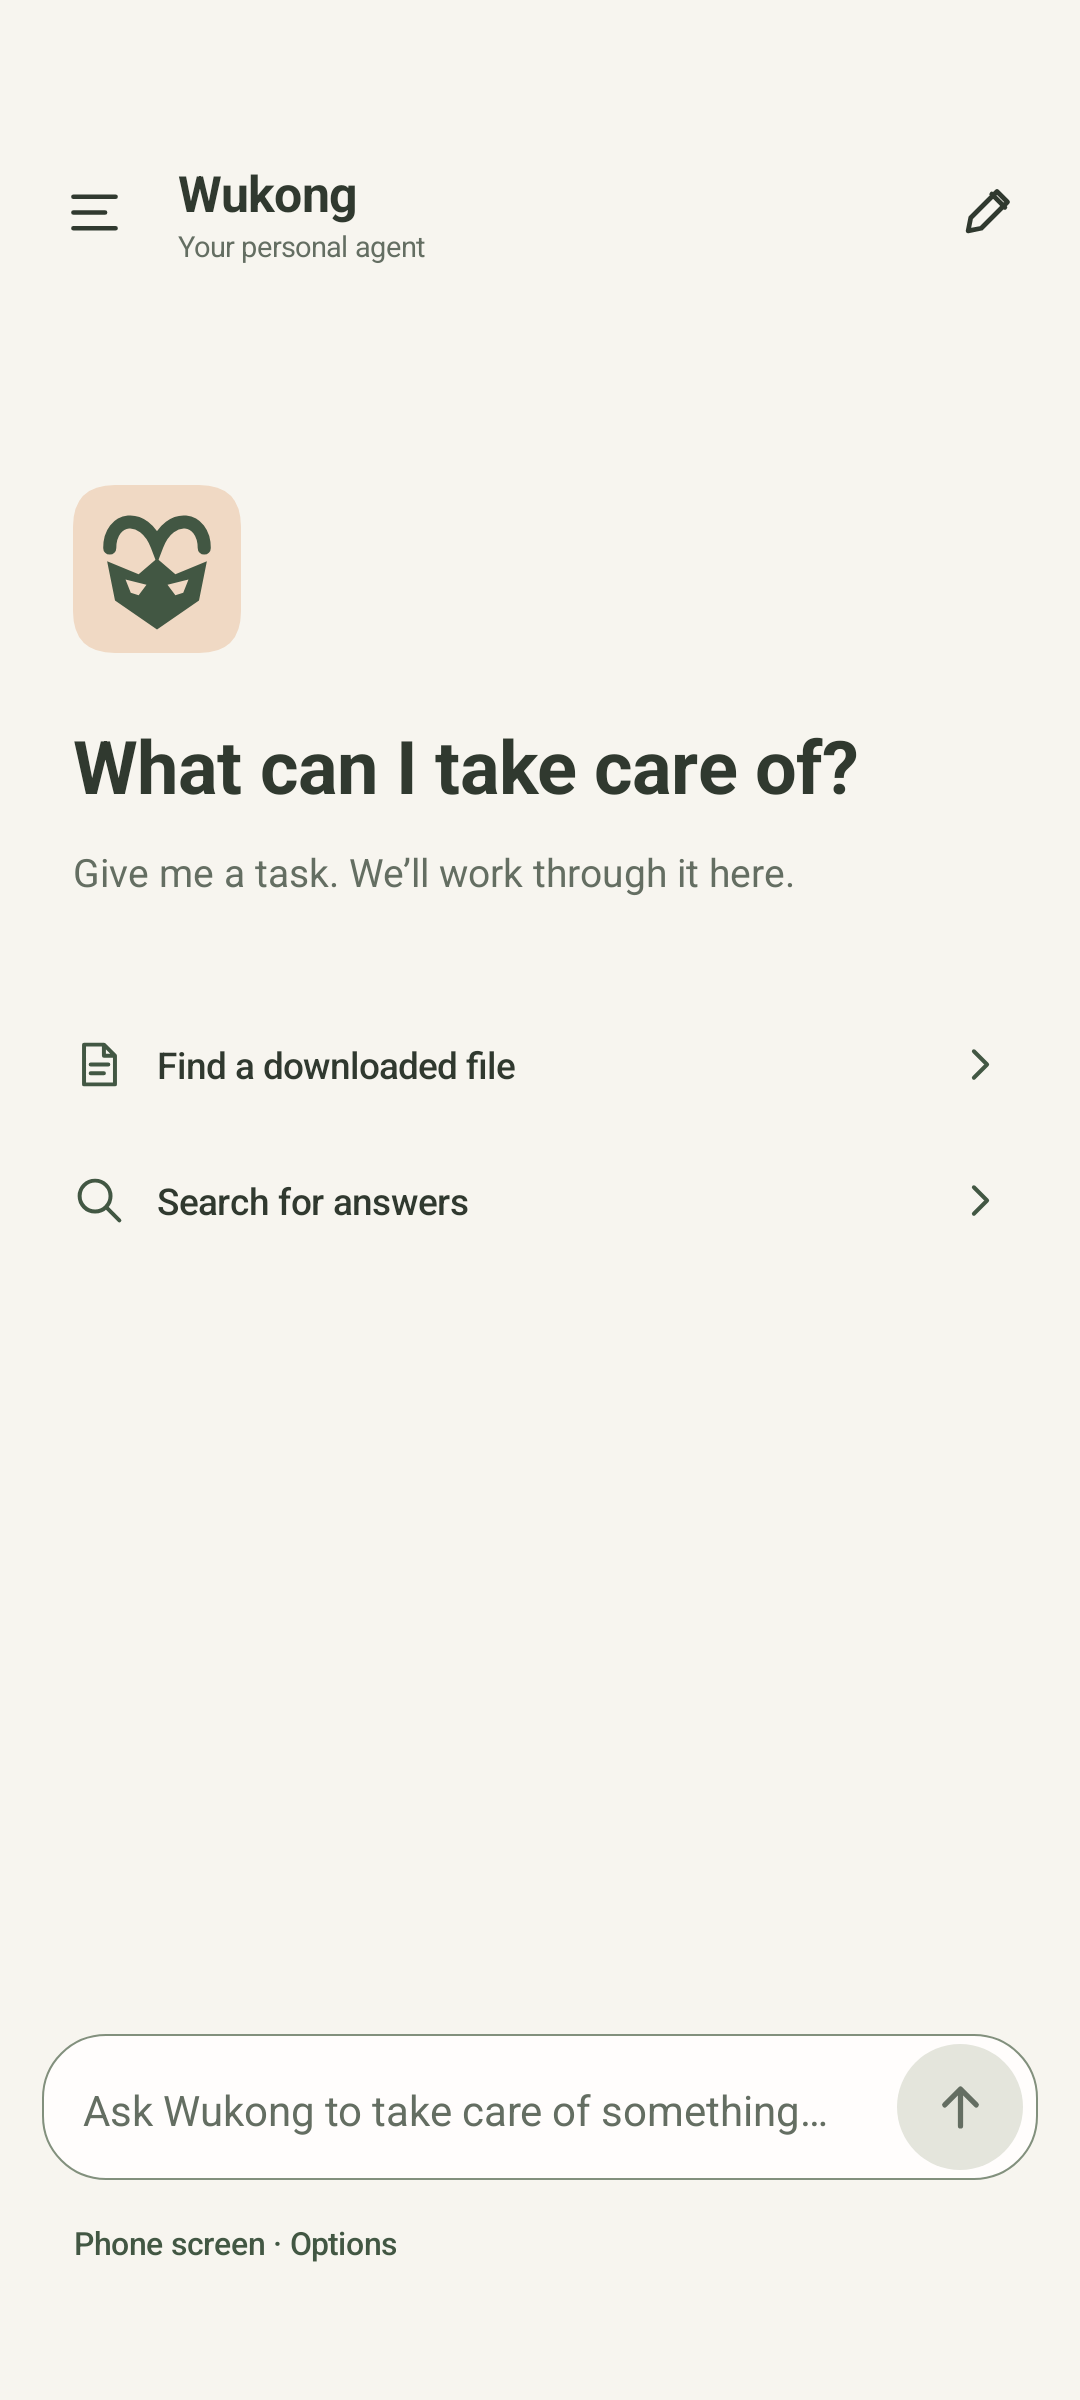 Wukong
Your personal agent
What can I take care of?
Give me a task. We’ll work through it here.
Find a downloaded file
Search for answers
Ask Wukong to take care of something…
Phone screen · Options